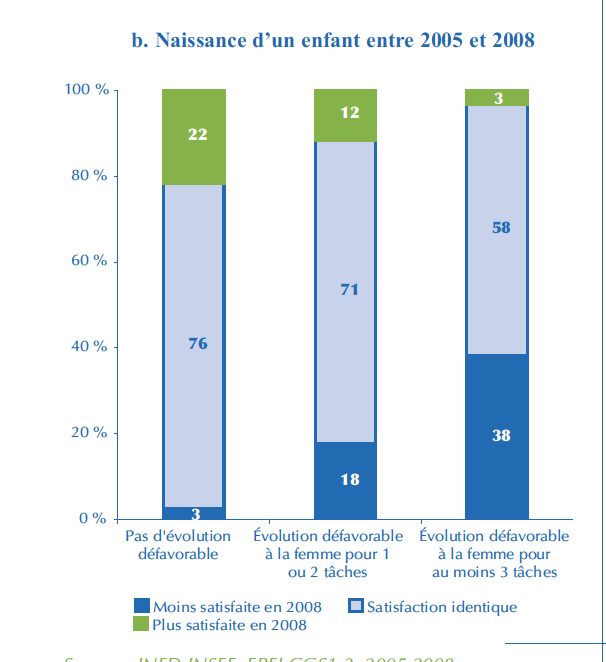 b. Naissance d’un enfant entre 2005 et 2008
100 %
80 %
60 %
40 %
20 %
0 %
22
76
3
12
71
18
3
58
38
Pas d'évolution
défavorable
Évolution défavorable
à la femme pour 1
ou 2 tâches
Évolution défavorable
à la femme pour
au moins 3 tâches
Moins satisfaite en 2008
Satisfaction identique
Plus satisfaite en 2008